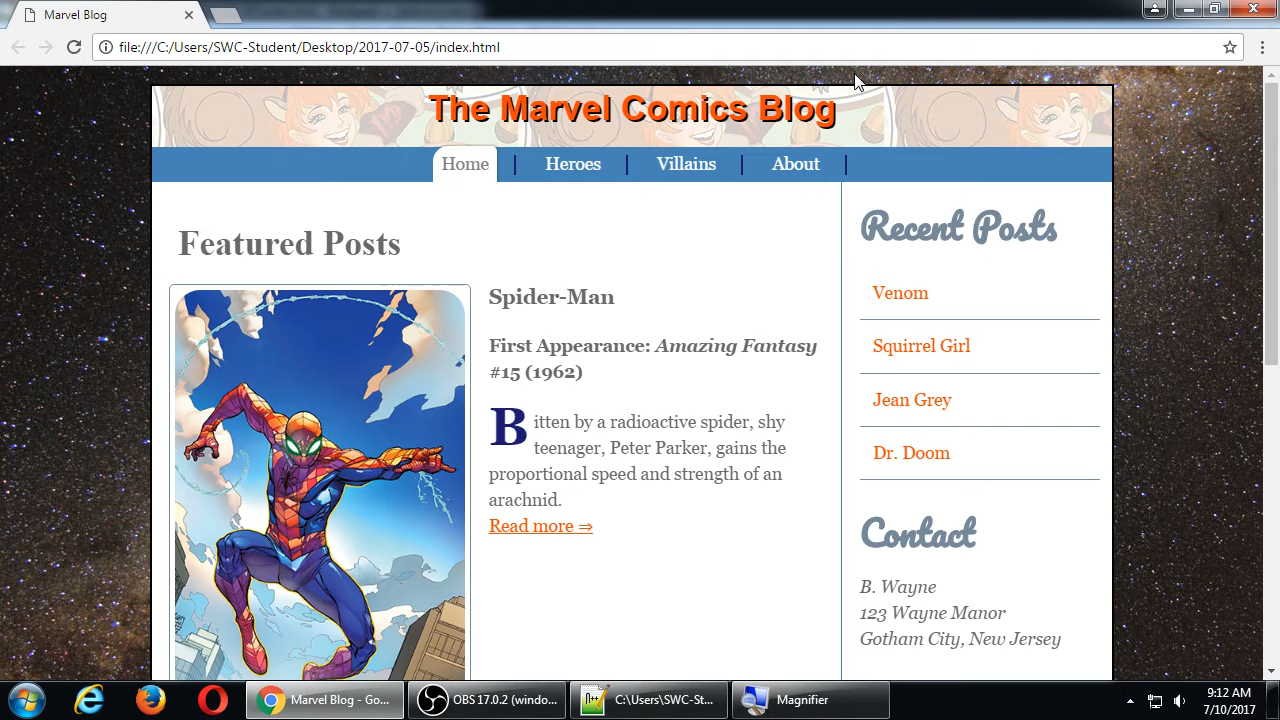 Marvel Blog
file:///C:/Users/SWC-Student/Desktop/2017-07-05/index.html
The Marvel Comics Blog
Home
Heroes
Villains
About
Featured Posts
Spider-Man
First Appearance: Amazing Fantasy
#15 (1962)
Bitten by a radioactive spider, shy
teenager, Peter Parker, gains the
proportional speed and strength of an
arachnid.
Read more ⇒
Recent Posts
Venom
Squirrel Girl
Jean Grey
Dr. Doom
Contact
B. Wayne
123 Wayne Manor
Gotham City, New Jersey
Marvel Blog - Go...
OBS 17.0.2 (windo...
C:\Users\SWC-St...
Magnifier
9:12 AM
7/10/2017